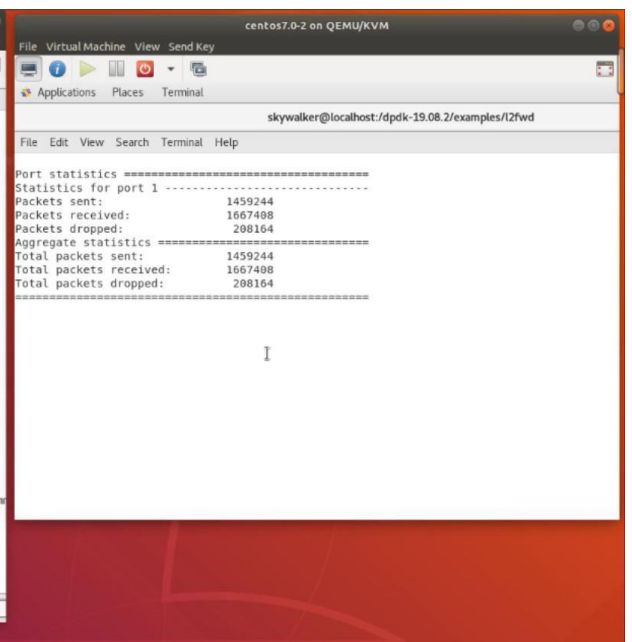 centos7.0-2 on QEMU/KVM
File Virtual Machine View Send Key
Applications Places Terminal
skywalker@localhost:/dpdk-19.08.2/examples/l2fwd
File Edit View Search Terminal Help
Port statistics ====================================
Statistics for port 1 ------------------------------
Packets sent: 1459244
Packets received: 1667408
Packets dropped: 208164
Aggregate statistics ===============================
Total packets sent: 1459244
Total packets received: 1667408
Total packets dropped: 208164
====================================================